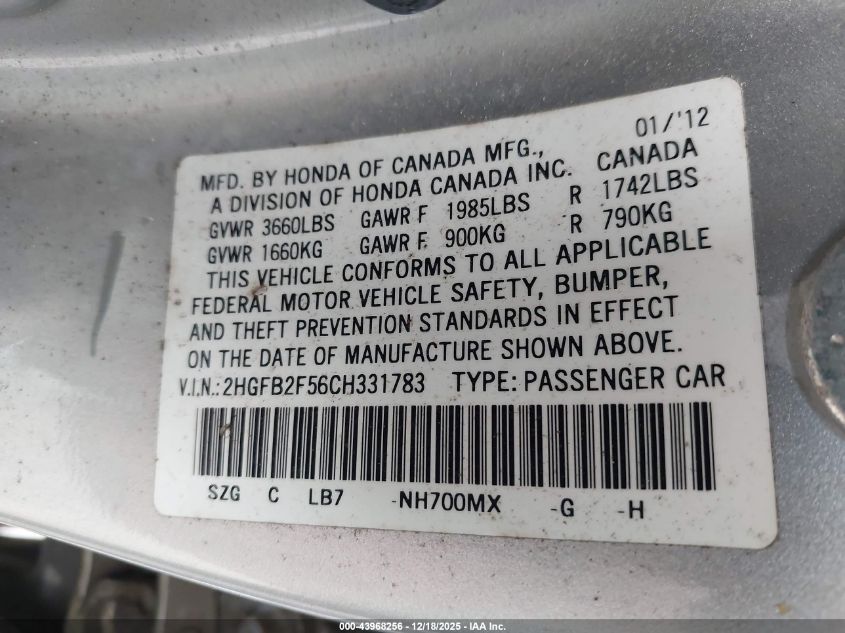 01/'12
MFD. BY HONDA OF CANADA MFG.,
A DIVISION OF HONDA CANADA INC. CANADA
GVWR 3660LBS GAWR F 1985LBS R 1742LBS
GVWR 1660KG GAWR F 900KG R 790KG
THIS VEHICLE CONFORMS TO ALL APPLICABLE
FEDERAL MOTOR VEHICLE SAFETY, BUMPER,
AND THEFT PREVENTION STANDARDS IN EFFECT
ON THE DATE OF MANUFACTURE SHOWN ABOVE.
V.I.N.: 2HGFB2F56CH331783 TYPE: PASSENGER CAR
SZG C LB7 -NH700MX -G -H
000-43968256 - 12/18/2025 - IAA Inc.